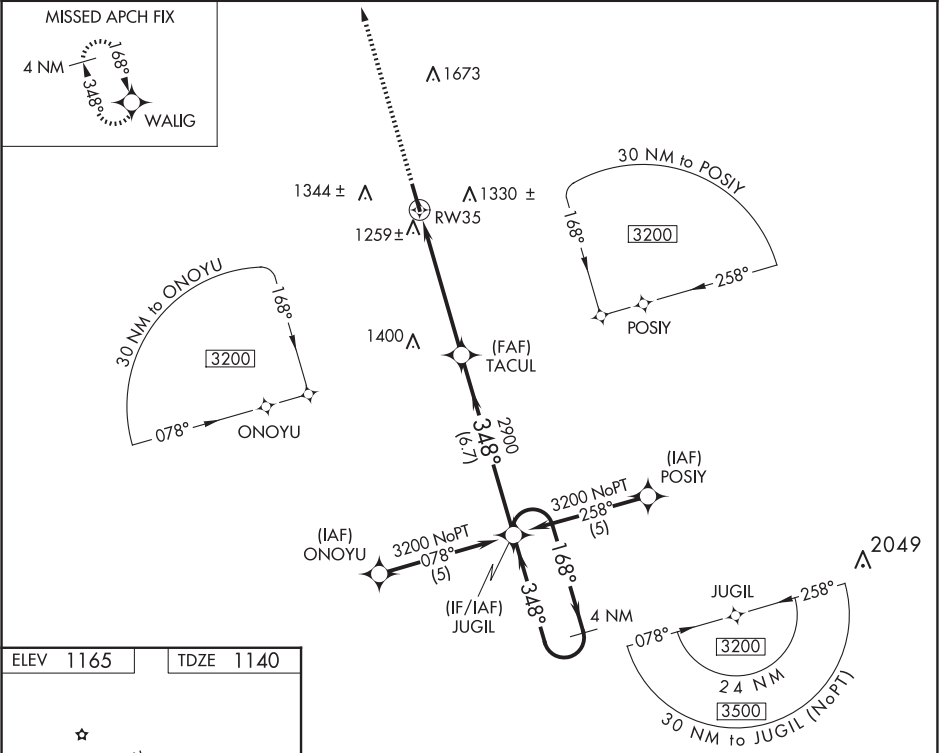 MISSED APCH FIX
4 NM
168°
348°
WALIG
1673
1344 ±
1330 ±
RW35
1259±
30 NM to POSIY
168°
3200
258°
POSIY
30 NM to ONOYU
168°
3200
078°
ONOYU
1400
(FAF)
TACUL
2900
348°
(6.7)
(IAF)
POSIY
3200 NoPT
258°
(5)
(IAF)
ONOYU
3200 NoPT
078°
(5)
168°
348°
(IF/IAF)
JUGIL
4 NM
2049
JUGIL
258°
078°
3200
24 NM
3500
30 NM to JUGIL (NoPT)
ELEV 1165
TDZE 1140